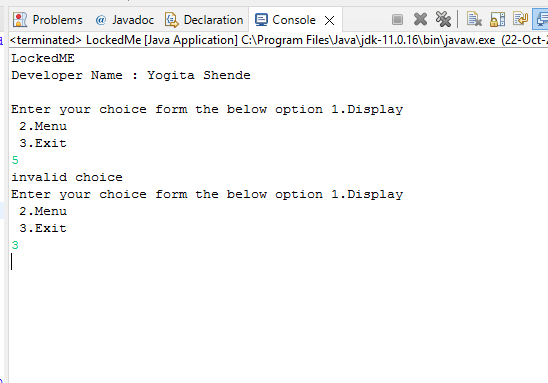 Problems @ Javadoc Declaration Console
<terminated> LockedMe [Java Application] C:\Program Files\Java\jdk-11.0.16\bin\javaw.exe (22-Oct-2
LockedME
Developer Name : Yogita Shende
Enter your choice form the below option 1.Display
2.Menu
3.Exit
5
invalid choice
Enter your choice form the below option 1.Display
2.Menu
3.Exit
3